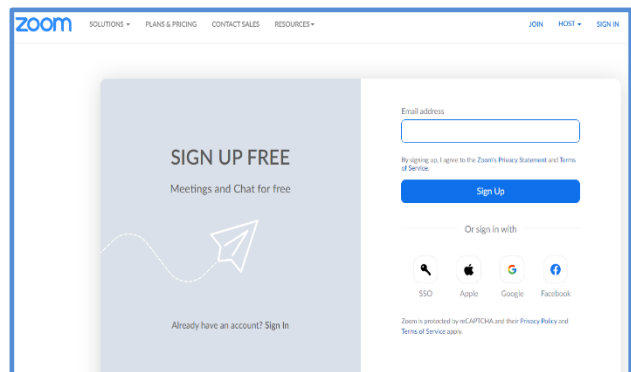 zoom SOLUTIONS PLANS & PRICING CONTACT SALES RESOURCES JOIN HOST SIGN IN
SIGN UP FREE
Meetings and Chat for free
Already have an account? Sign In
Email address
By signing up, I agree to the Zoom's Privacy Statement and Terms
of Service.
Sign Up
Or sign in with
SSO Apple Google Facebook
Zoom is protected by reCAPTCHA and their Privacy Policy and
Terms of Service apply.